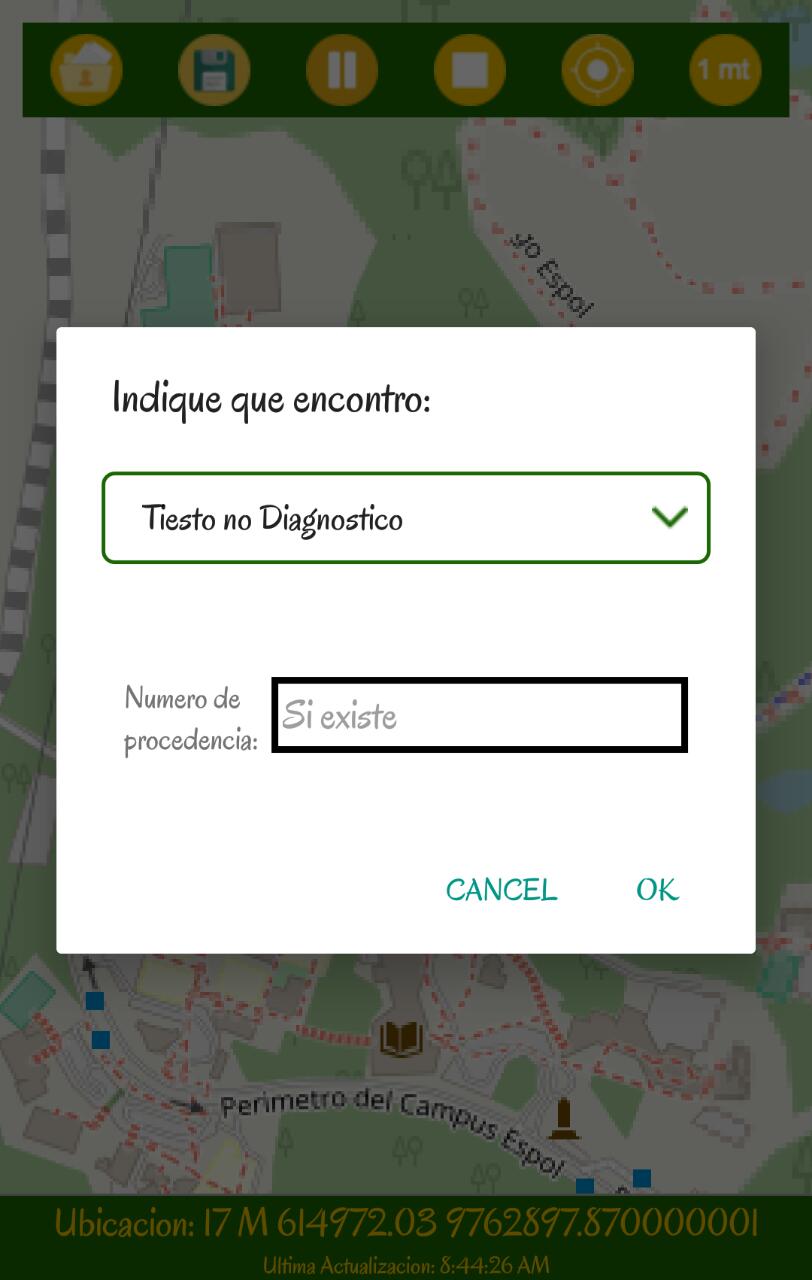 1 mt
jo Espol
Indique que encontro:
Tiesto no Diagnostico
Numero de
procedencia:
Si existe
CANCEL
OK
Perimetro del Campus Espol
Ubicacion: 17 M 614972.03 9762897.870000001
Ultima Actualizacion: 8:44:26 AM